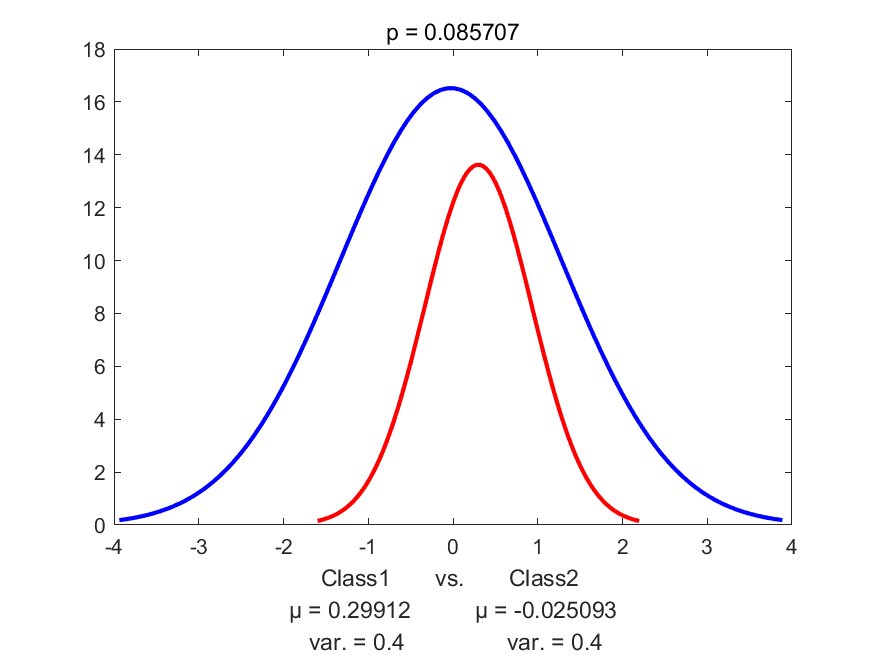 p = 0.085707
18
16
14
12
10
8
6
4
2
0
-4 -3 -2 -1 0 1 2 3 4
Class1 vs. Class2
μ = 0.29912 μ = -0.025093
var. = 0.4 var. = 0.4